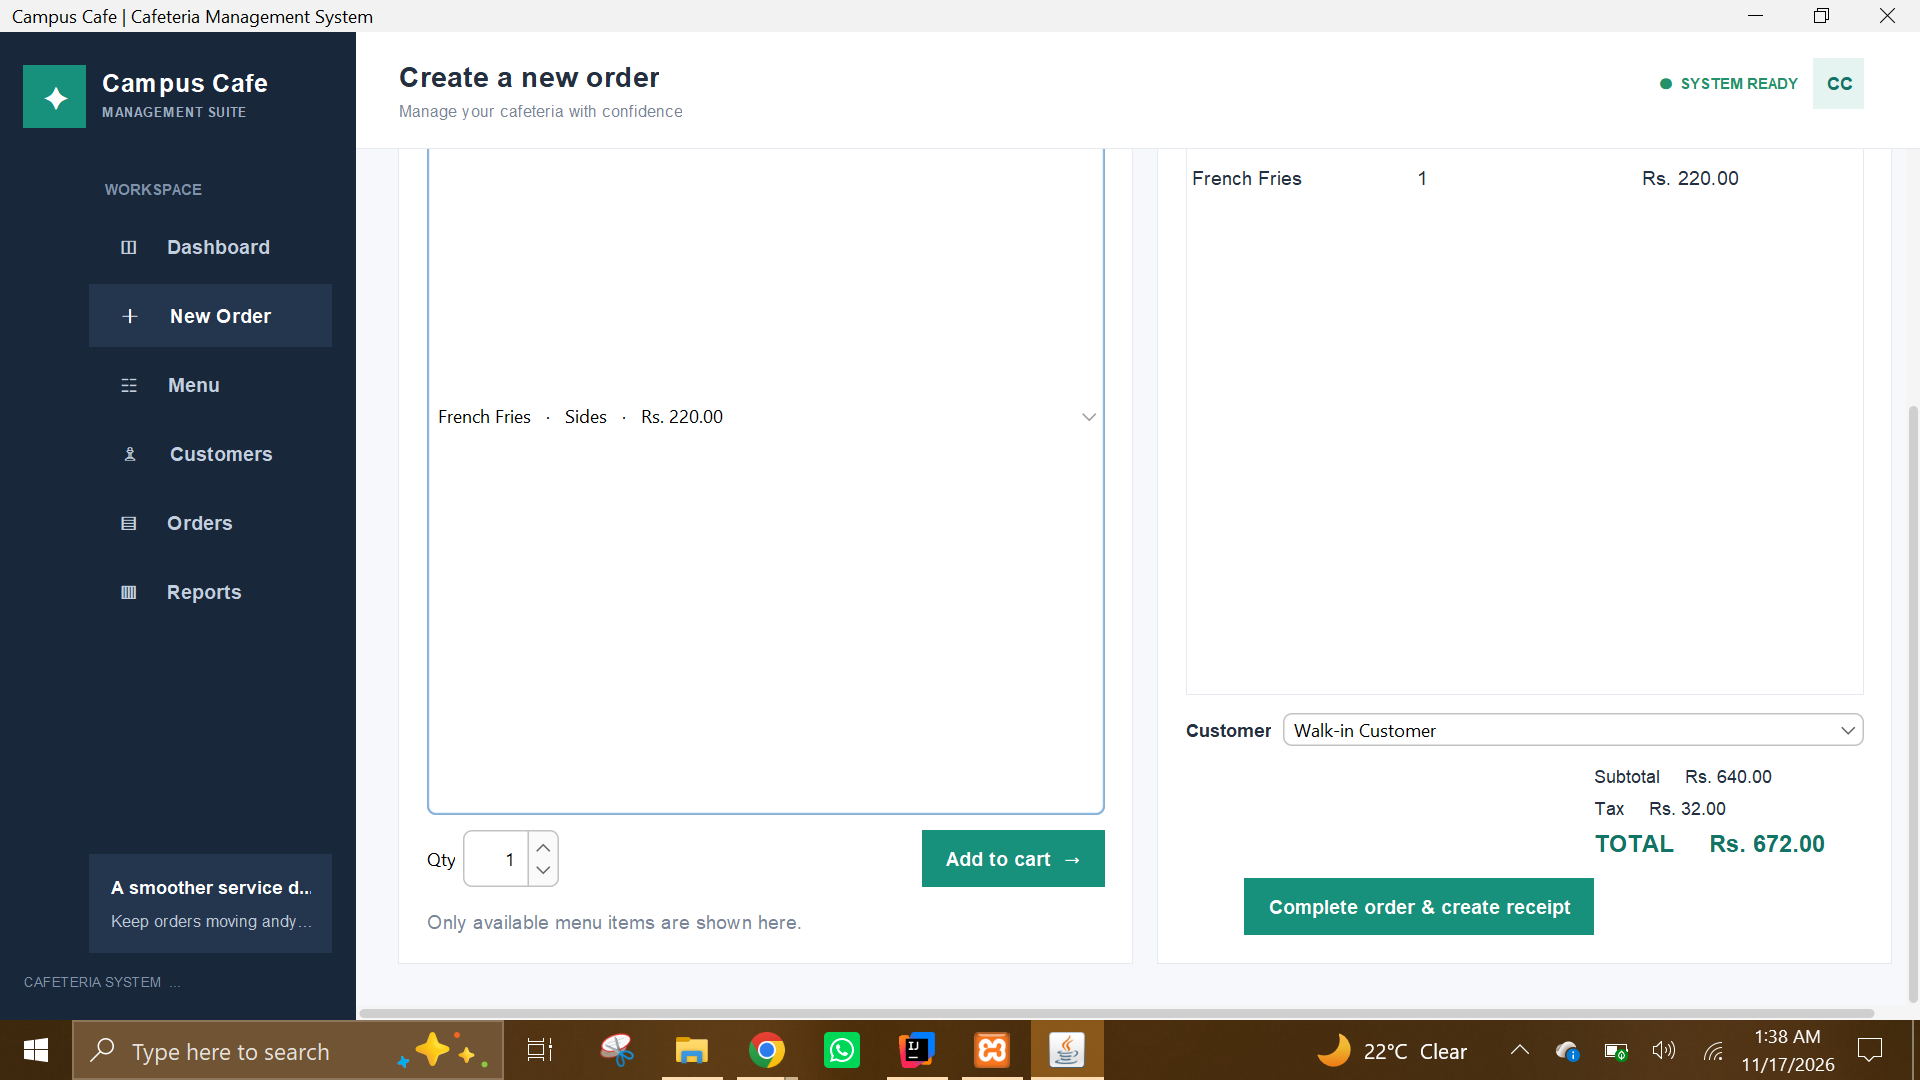 Campus Cafe | Cafeteria Management System
Campus Cafe
MANAGEMENT SUITE
WORKSPACE
Dashboard
New Order
Menu
Customers
Orders
Reports
A smoother service d...
Keep orders moving andy...
CAFETERIA SYSTEM ...
Create a new order
Manage your cafeteria with confidence
SYSTEM READY
CC
French Fries · Sides · Rs. 220.00
Qty 1
Add to cart →
Only available menu items are shown here.
French Fries 1 Rs. 220.00
Customer Walk-in Customer
Subtotal Rs. 640.00
Tax Rs. 32.00
TOTAL Rs. 672.00
Complete order & create receipt
Type here to search
22°C Clear
1:38 AM
11/17/2026